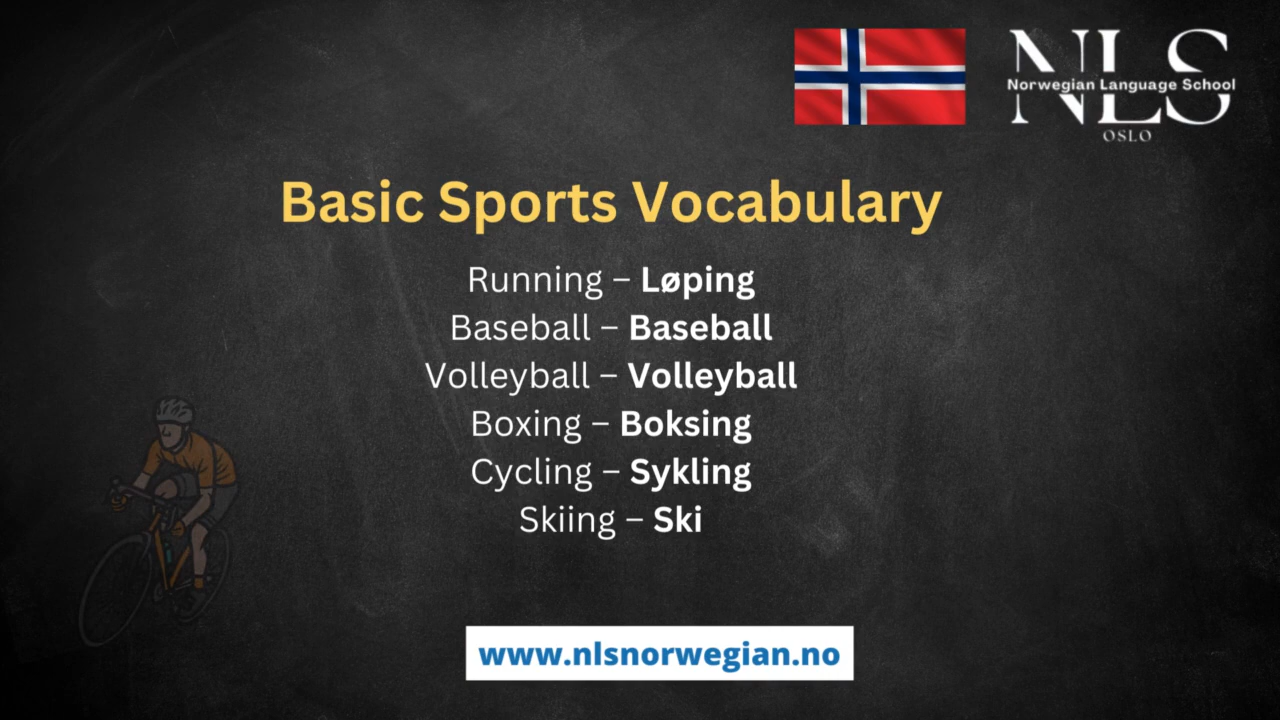 NLS
Norwegian Language School
OSLO
Basic Sports Vocabulary
Running – Løping
Baseball – Baseball
Volleyball – Volleyball
Boxing – Boksing
Cycling – Sykling
Skiing – Ski
www.nlsnorwegian.no